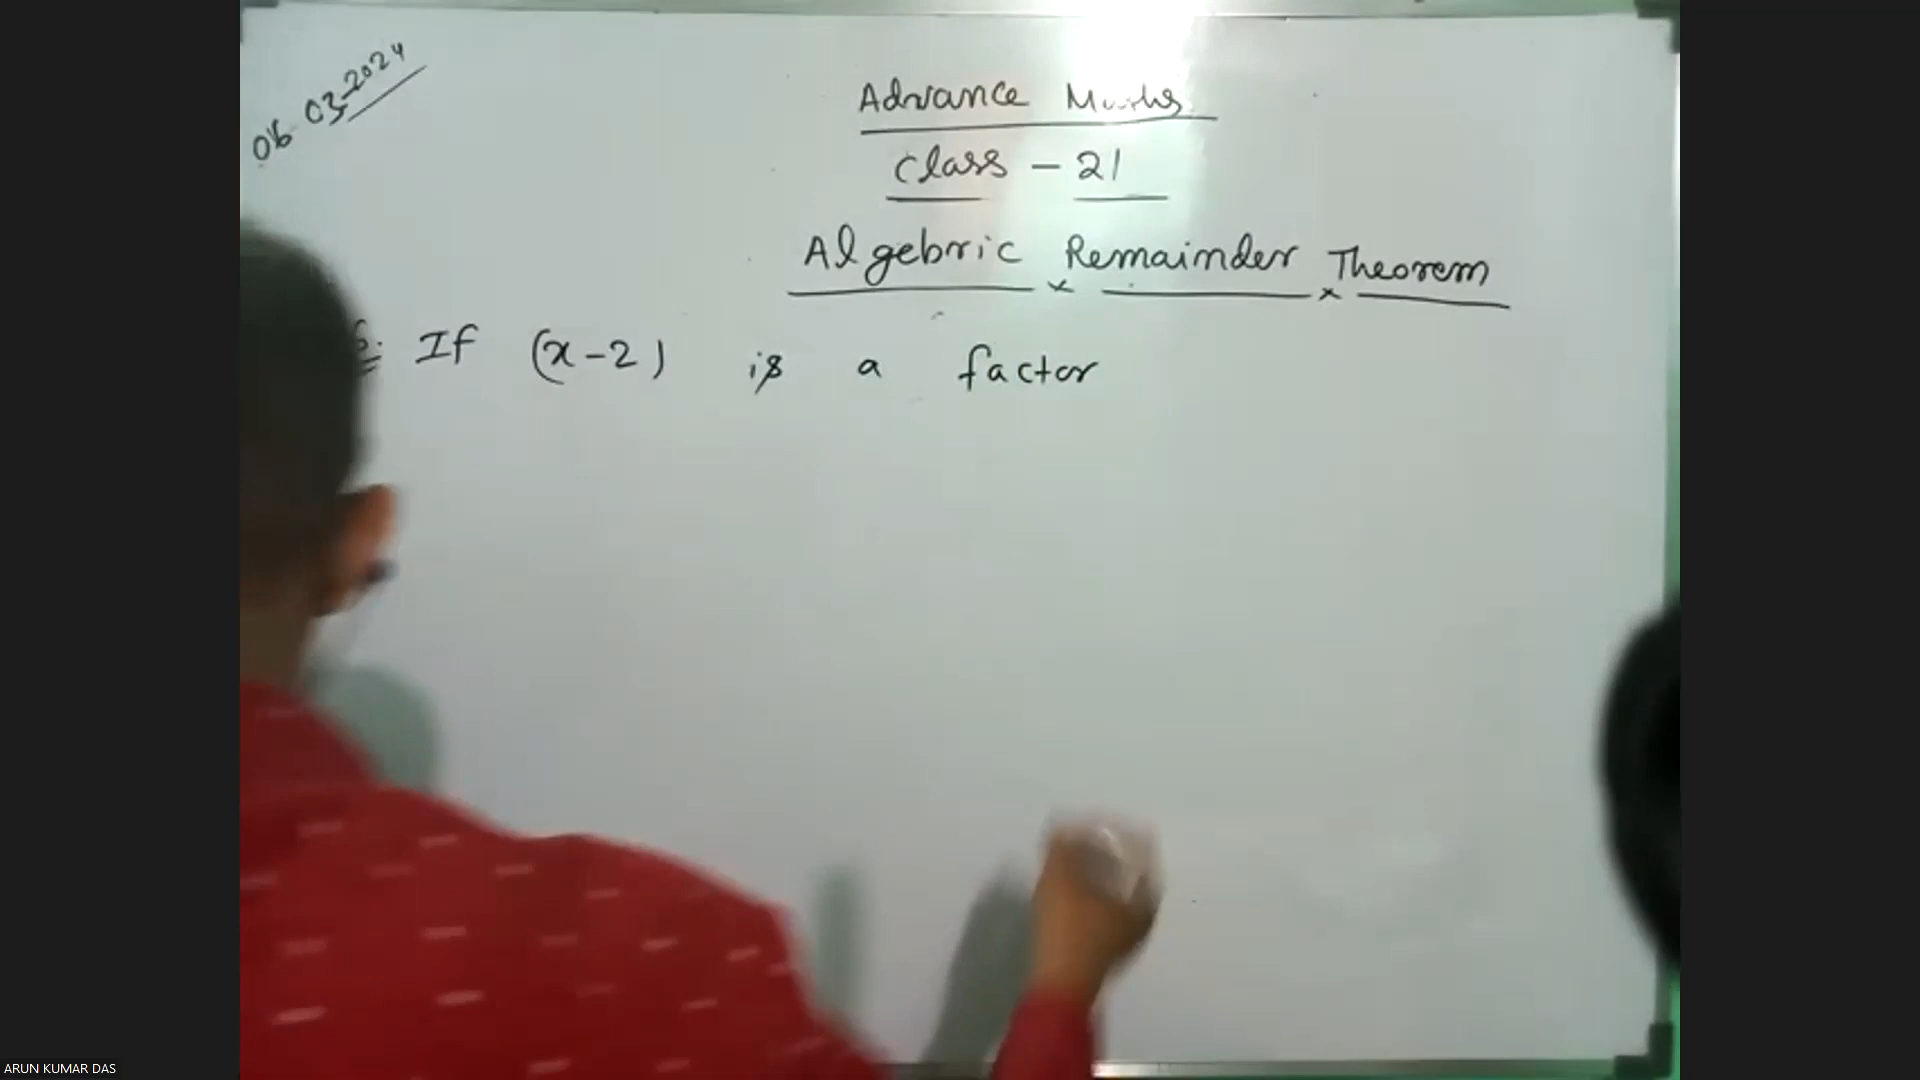 06-03-2024
Advance Maths
Class - 21
Algebric Remainder Theorem
If (x-2) is a factor
ARUN KUMAR DAS